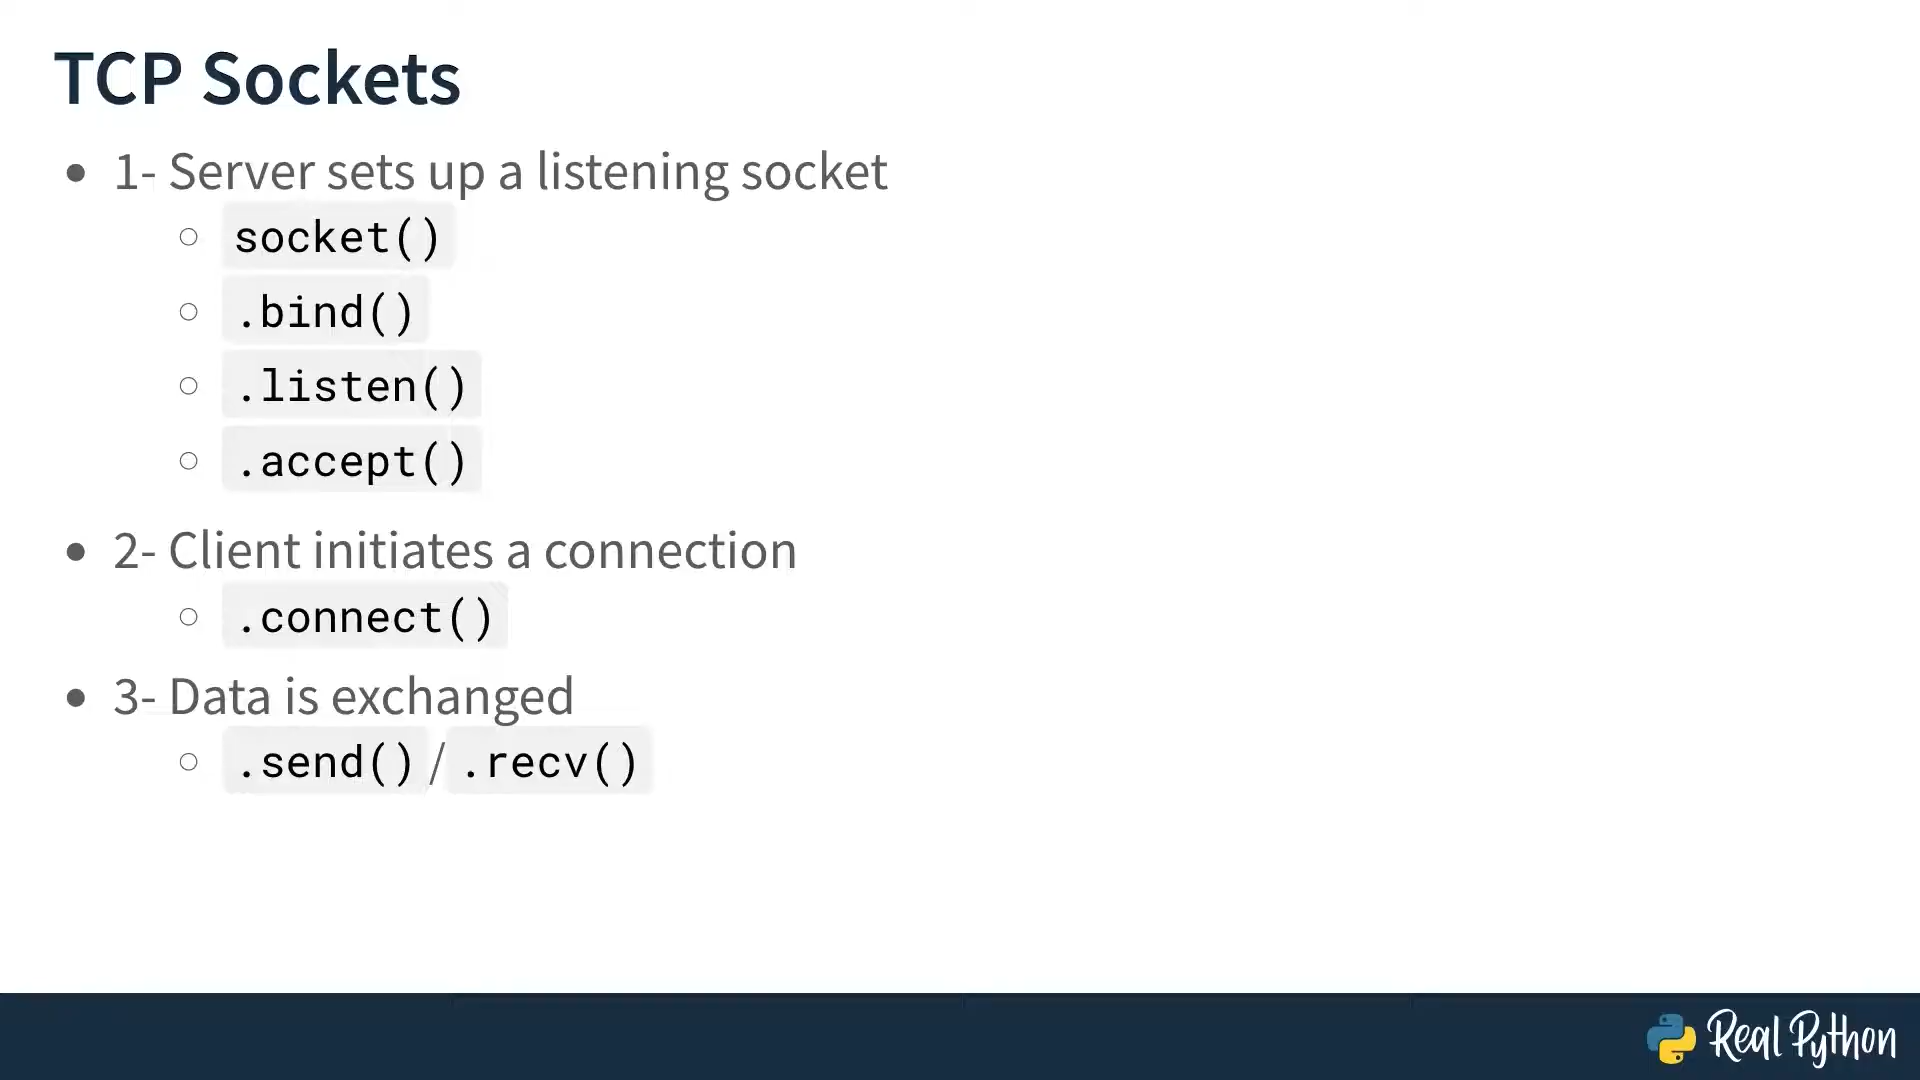 TCP Sockets
• 1- Server sets up a listening socket
○ socket()
○ .bind()
○ .listen()
○ .accept()
• 2- Client initiates a connection
○ .connect()
• 3- Data is exchanged
○ .send()/.recv()
Real Python